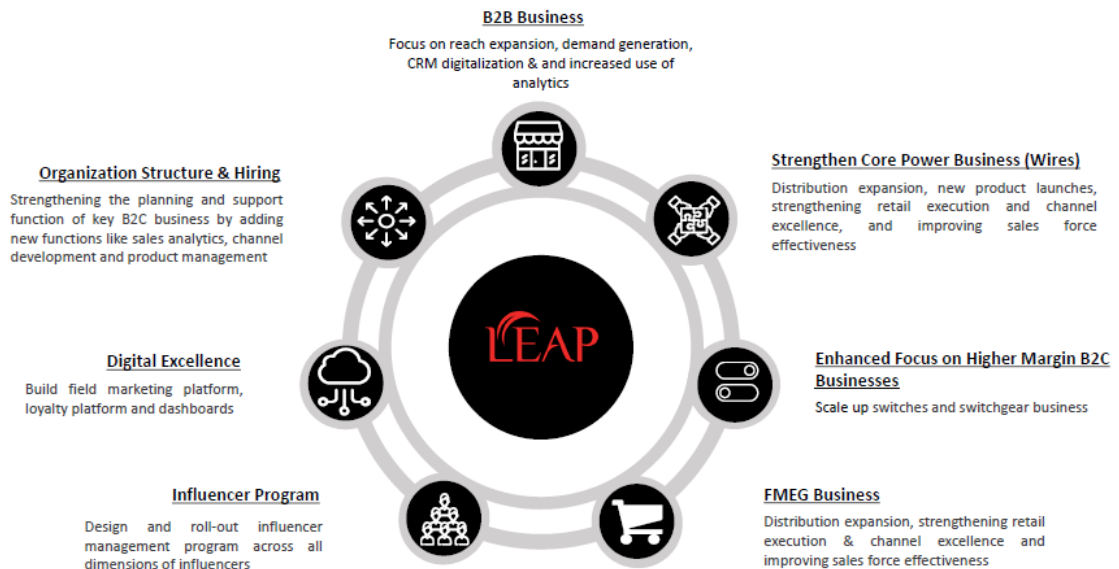 B2B Business
Focus on reach expansion, demand generation,
CRM digitalization & and increased use of
analytics
Strengthen Core Power Business (Wires)
Distribution expansion, new product launches,
strengthening retail execution and channel
excellence, and improving sales force
effectiveness
Enhanced Focus on Higher Margin B2C
Businesses
Scale up switches and switchgear business
FMEG Business
Distribution expansion, strengthening retail
execution & channel excellence and
improving sales force effectiveness
Influencer Program
Design and roll-out influencer
management program across all
dimensions of influencers
Digital Excellence
Build field marketing platform,
loyalty platform and dashboards
Organization Structure & Hiring
Strengthening the planning and support
function of key B2C business by adding
new functions like sales analytics, channel
development and product management
LEAP